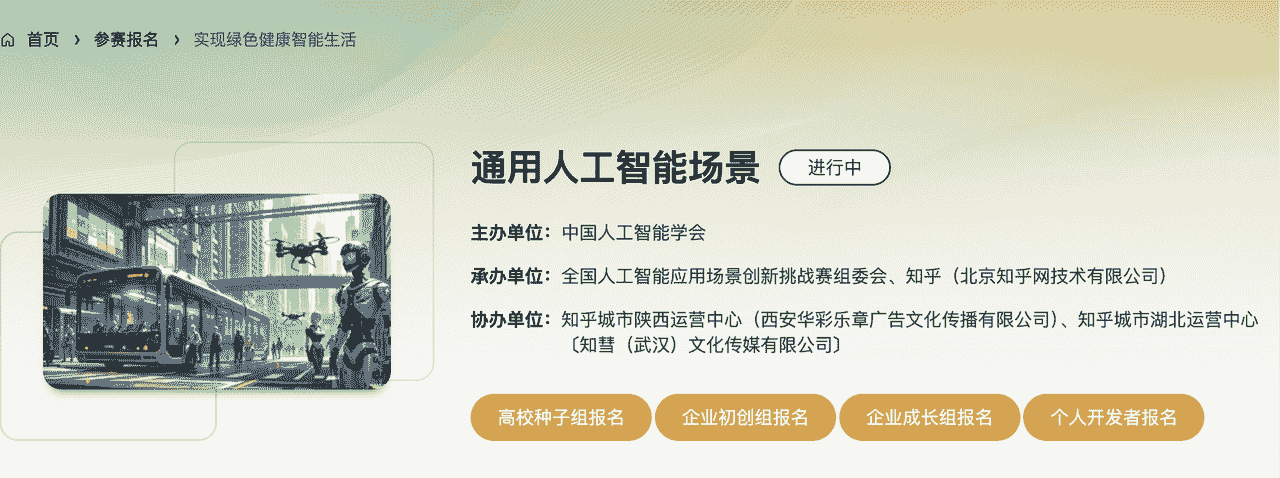 首页 › 参赛报名 › 实现绿色健康智能生活
通用人工智能场景 进行中
主办单位：中国人工智能学会
承办单位：全国人工智能应用场景创新挑战赛组委会、知乎（北京知乎网技术有限公司）
协办单位：知乎城市陕西运营中心（西安华彩乐章广告文化传播有限公司）、知乎城市湖北运营中心
〔知彗（武汉）文化传媒有限公司〕
高校种子组报名 企业初创组报名 企业成长组报名 个人开发者报名